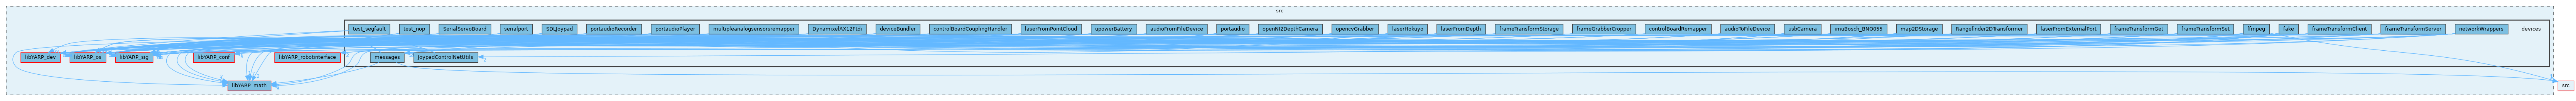 src
test_segfault
test_nop
SerialServoBoard
serialport
SDLJoypad
portaudioRecorder
portaudioPlayer
multipleanalogsensorsremapper
DynamixelAX12Ftdi
deviceBundler
controlBoardCouplingHandler
laserFromPointCloud
upowerBattery
audioFromFileDevice
portaudio
openNI2DepthCamera
opencvGrabber
laserHokuyo
laserFromDepth
frameTransformStorage
frameGrabberCropper
controlBoardRemapper
audioToFileDevice
usbCamera
imuBosch_BNO055
map2DStorage
Rangefinder2DTransformer
laserFromExternalPort
frameTransformGet
frameTransformSet
ffmpeg
fake
frameTransformClient
frameTransformServer
networkWrappers
devices
libYARP_dev
libYARP_os
libYARP_sig
libYARP_conf
libYARP_robotinterface
messages
JoypadControlNetUtils
libYARP_math
src